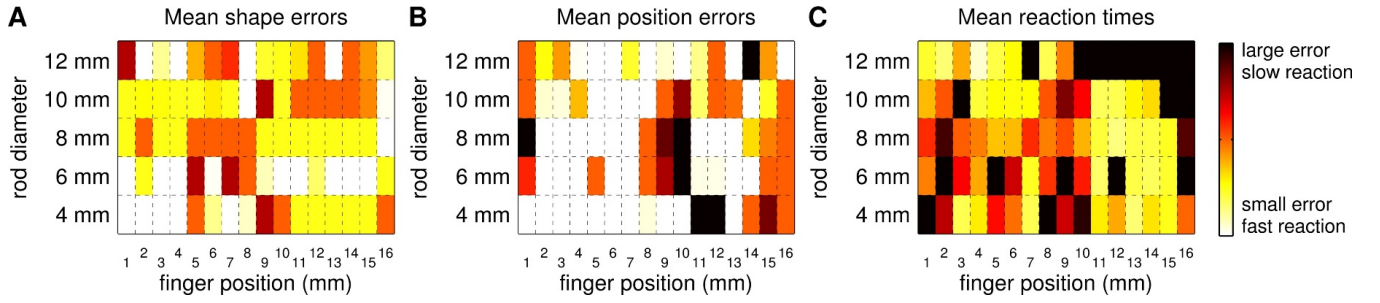 A
Mean shape errors
rod diameter
12 mm
10 mm
8 mm
6 mm
4 mm
1 2 3 4 5 6 7 8 9 10 11 12 13 14 15 16
finger position (mm)
B
Mean position errors
rod diameter
12 mm
10 mm
8 mm
6 mm
4 mm
1 2 3 4 5 6 7 8 9 10 11 12 13 14 15 16
finger position (mm)
C
Mean reaction times
12 mm
10 mm
8 mm
6 mm
4 mm
1 2 3 4 5 6 7 8 9 10 11 12 13 14 15 16
finger position (mm)
large error
slow reaction
small error
fast reaction